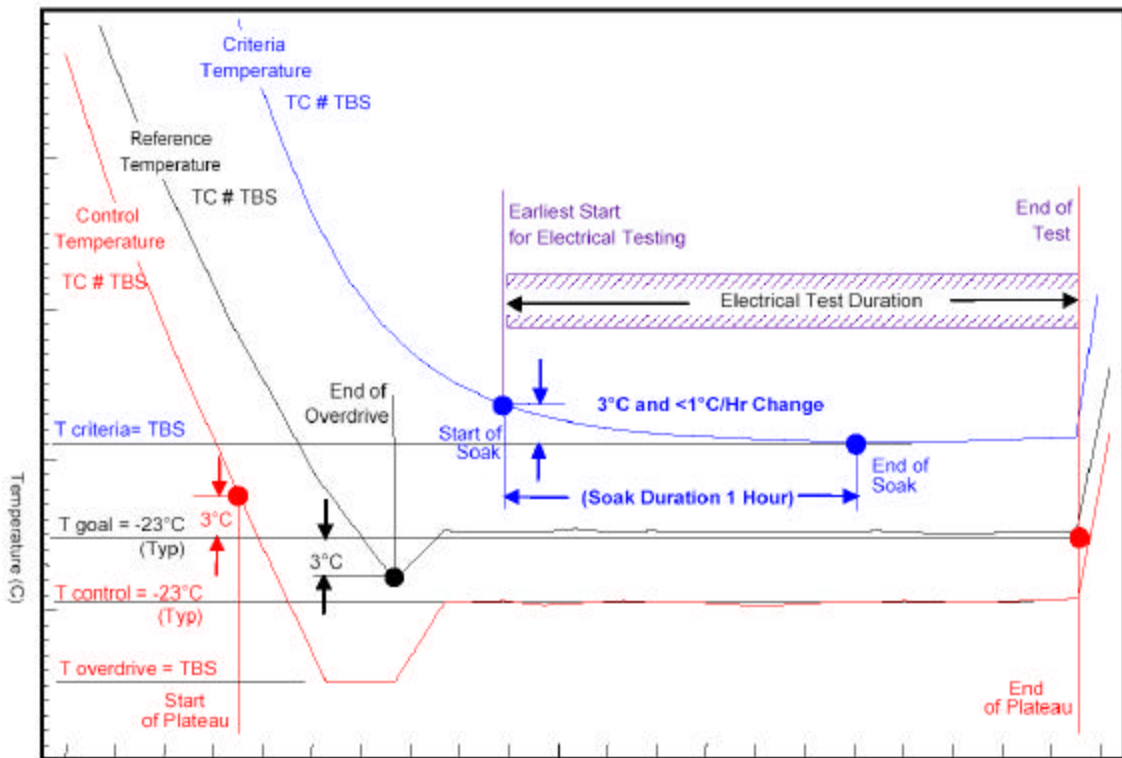 Criteria
Temperature
TC # TBS
Reference
Temperature
TC # TBS
Control
Temperature
TC # TBS
Earliest Start
for Electrical Testing
End of
Test
Electrical Test Duration
End of
Overdrive
3°C and <1°C/Hr Change
T criteria= TBS
Start of
Soak
End of
Soak
(Soak Duration 1 Hour)
3°C
T goal = -23°C
(Typ)
3°C
T control = -23°C
(Typ)
T overdrive = TBS
Start
of Plateau
End
of Plateau
Temperature (C)